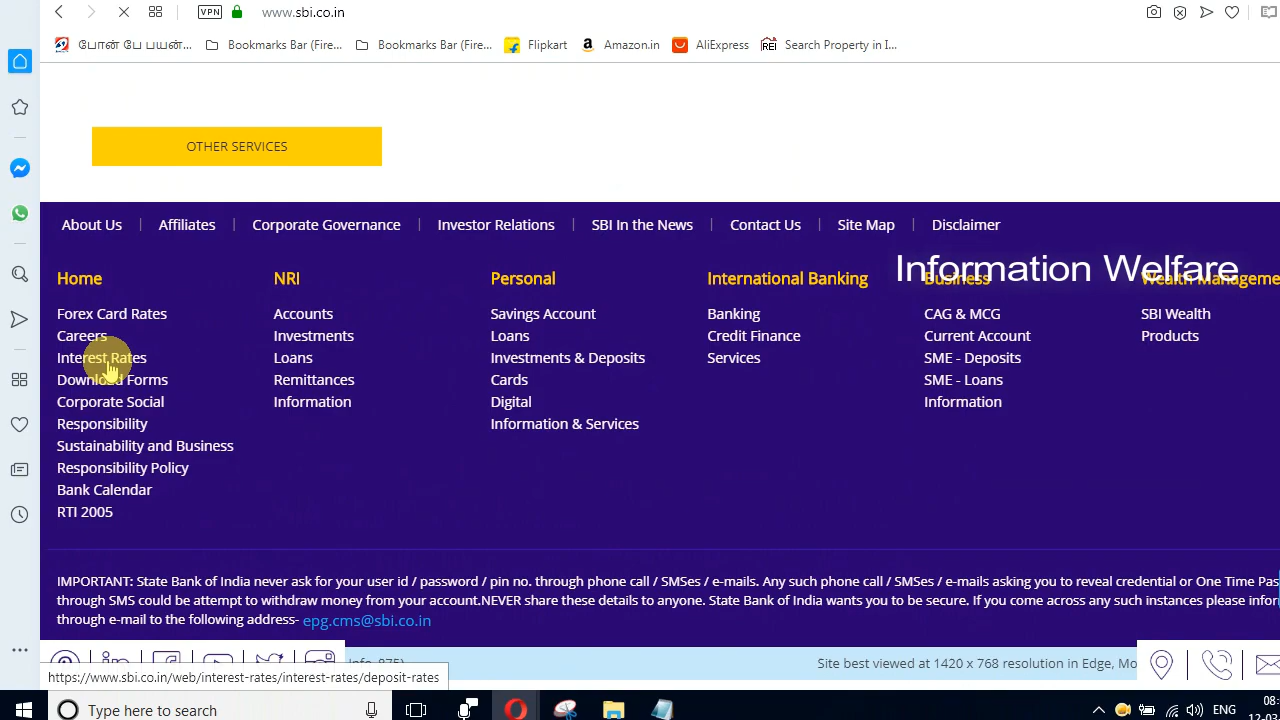 VPN www.sbi.co.in
போன் பே பயன்... Bookmarks Bar (Fire... Bookmarks Bar (Fire... Flipkart Amazon.in AliExpress REI Search Property in I...
OTHER SERVICES
About Us | Affiliates | Corporate Governance | Investor Relations | SBI In the News | Contact Us | Site Map | Disclaimer
Information Welfare
Home NRI Personal International Banking Business Wealth Manageme
Forex Card Rates Accounts Savings Account Banking CAG & MCG SBI Wealth
Careers Investments Loans Credit Finance Current Account Products
Interest Rates Loans Investments & Deposits Services SME - Deposits
Download Forms Remittances Cards SME - Loans
Corporate Social Information Digital Information
Responsibility Information & Services
Sustainability and Business
Responsibility Policy
Bank Calendar
RTI 2005
IMPORTANT: State Bank of India never ask for your user id / password / pin no. through phone call / SMSes / e-mails. Any such phone call / SMSes / e-mails asking you to reveal credential or One Time Pas
through SMS could be attempt to withdraw money from your account.NEVER share these details to anyone. State Bank of India wants you to be secure. If you come across any such instances please infor
through e-mail to the following address- epg.cms@sbi.co.in
Site best viewed at 1420 x 768 resolution in Edge, Mo
https://www.sbi.co.in/web/interest-rates/interest-rates/deposit-rates
Type here to search ENG 08:
12-0